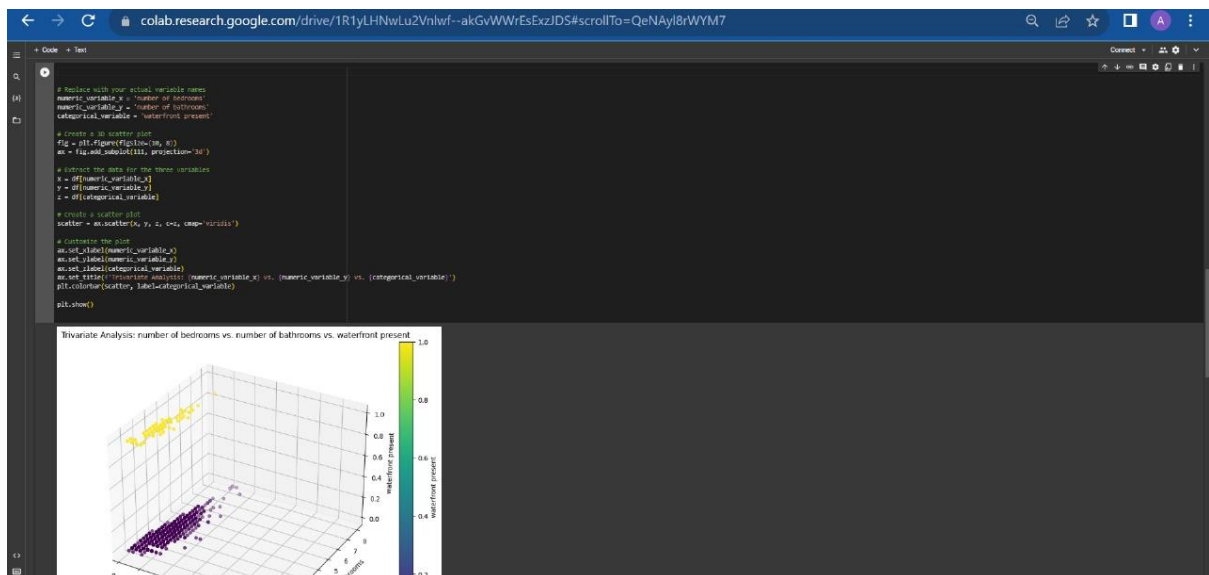 colab.research.google.com/drive/1R1yLHNwLu2Vnlwf--akGvWWrEsExzJDS#scrollTo=QeNAyl8rWYM7
A
+ Code + Text
Connect
{x}
# Replace with your actual variable names
numeric_variable_x = 'number of bedrooms'
numeric_variable_y = 'number of bathrooms'
categorical_variable = 'waterfront present'
# Create a 3D scatter plot
fig = plt.figure(figsize=(10, 8))
ax = fig.add_subplot(111, projection='3d')
# Extract the data for the three variables
x = df[numeric_variable_x]
y = df[numeric_variable_y]
z = df[categorical_variable]
# Create a scatter plot
scatter = ax.scatter(x, y, z, c=z, cmap='viridis')
# Customize the plot
ax.set_xlabel(numeric_variable_x)
ax.set_ylabel(numeric_variable_y)
ax.set_zlabel(categorical_variable)
ax.set_title(f'Trivariate Analysis: {numeric_variable_x} vs. {numeric_variable_y} vs. {categorical_variable}')
plt.colorbar(scatter, label=categorical_variable)
plt.show()
Trivariate Analysis: number of bedrooms vs. number of bathrooms vs. waterfront present
1.0
0.8
0.6
0.4
0.2
1.0
0.8
0.6
0.4
0.2
0.0
waterfront present
waterfront present
8
7
6
5